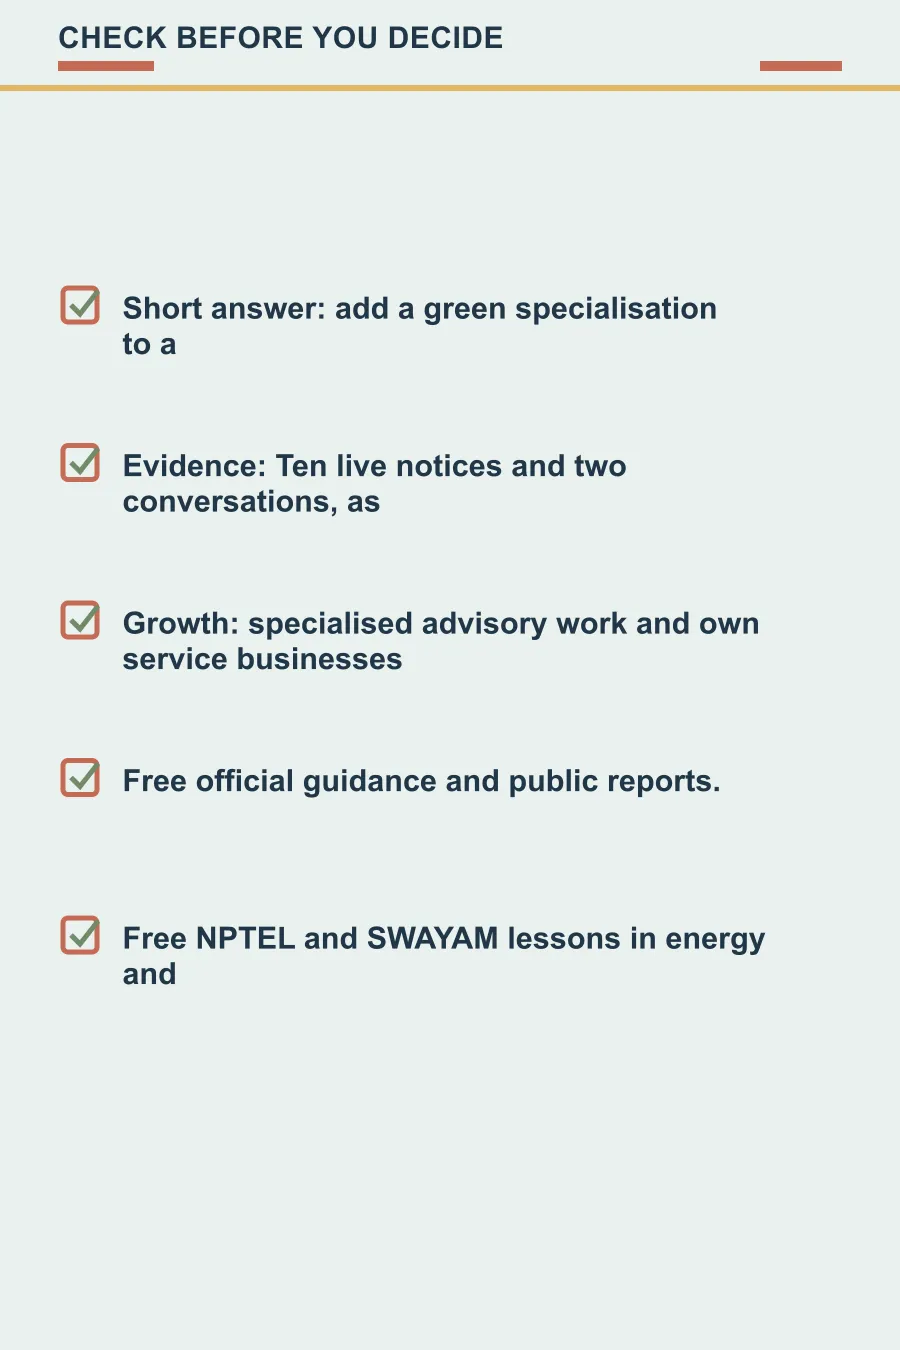 CHECK BEFORE YOU DECIDE
Short answer: add a green specialisation
to a
Evidence: Ten live notices and two
conversations, as
Growth: specialised advisory work and own
service businesses
Free official guidance and public reports.
Free NPTEL and SWAYAM lessons in energy
and